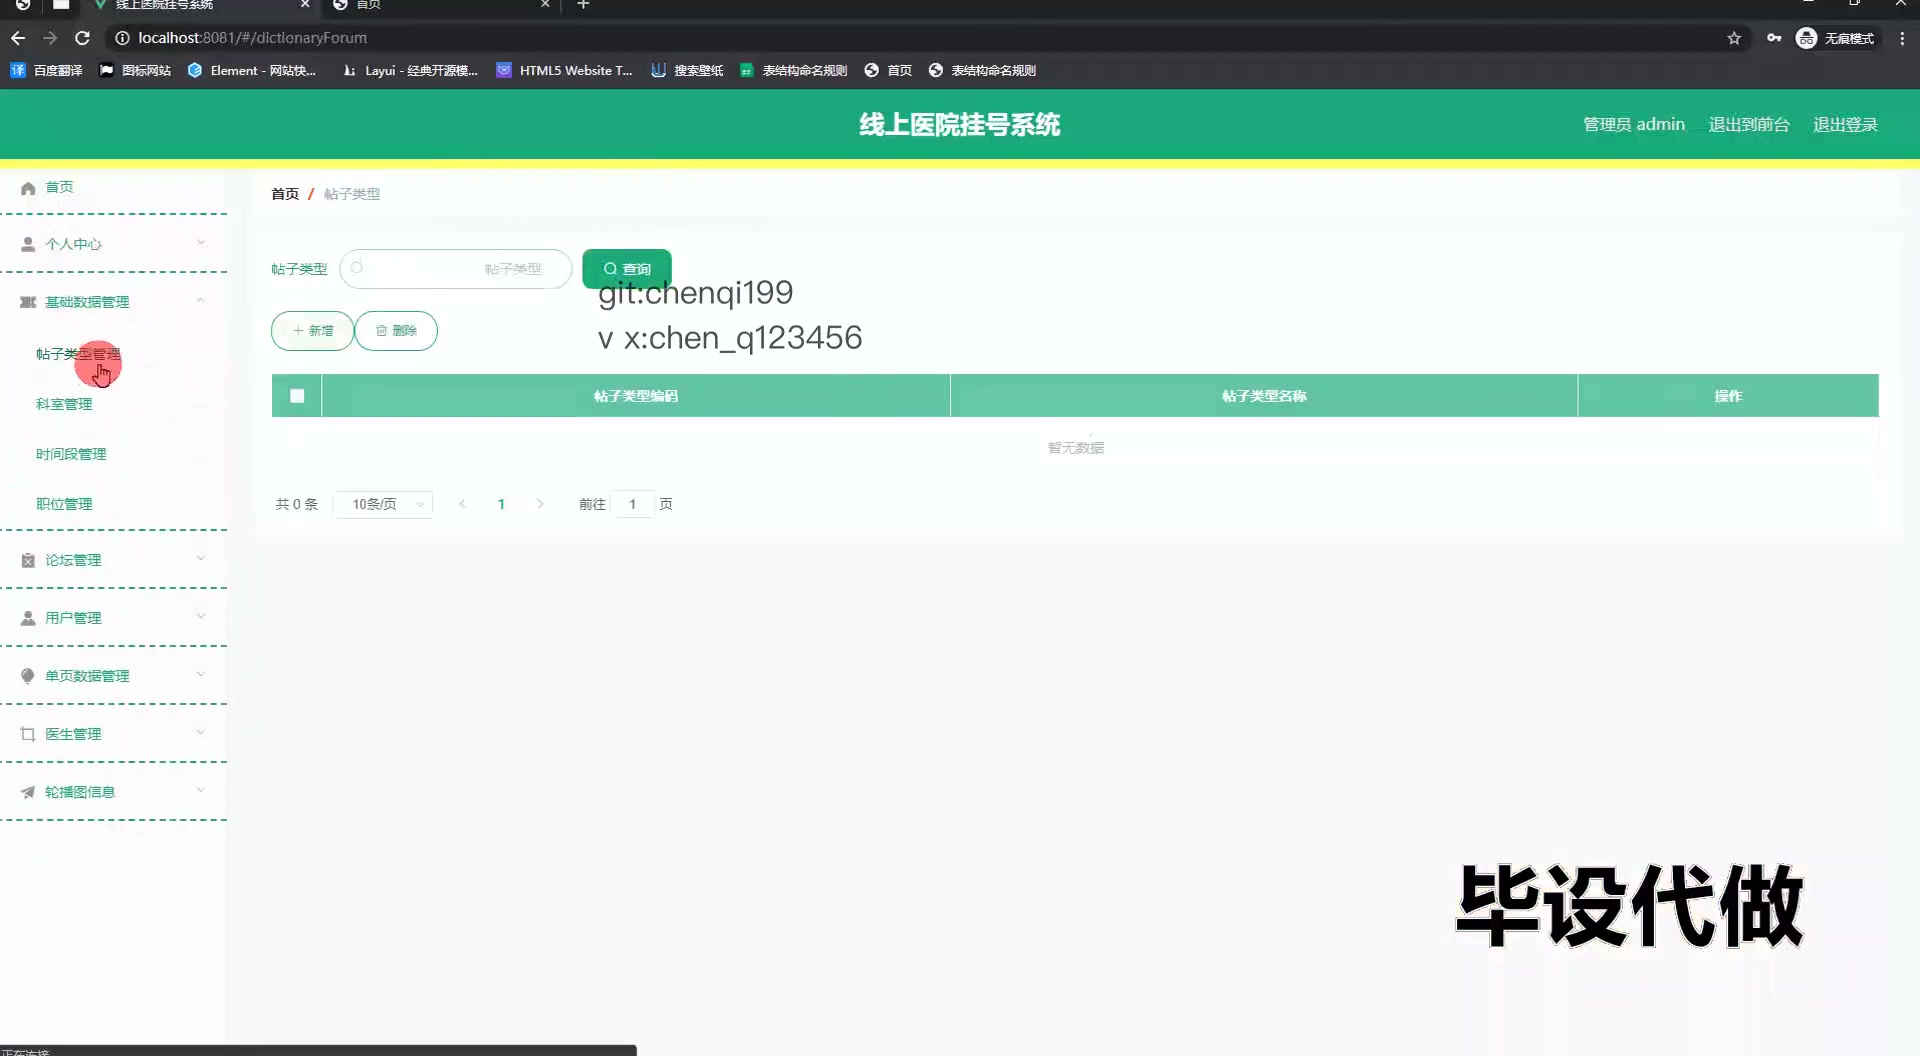 线上医院挂号系统
首页
localhost:8081/#/dictionaryForum
无痕模式
百度翻译
图标网站
Element - 网站快...
Layui - 经典开源模...
HTML5 Website T...
搜索壁纸
表结构命名规则
首页
表结构命名规则
线上医院挂号系统
管理员 admin
退出到前台
退出登录
首页
个人中心
基础数据管理
帖子类型管理
科室管理
时间段管理
职位管理
论坛管理
用户管理
单页数据管理
医生管理
轮播图信息
首页 / 帖子类型
帖子类型
帖子类型
查询
git:chenqi199
新增
删除
v x:chen_q123456
帖子类型编码
帖子类型名称
操作
暂无数据
共 0 条
10条/页
1
前往 1 页
毕设代做
正在连接